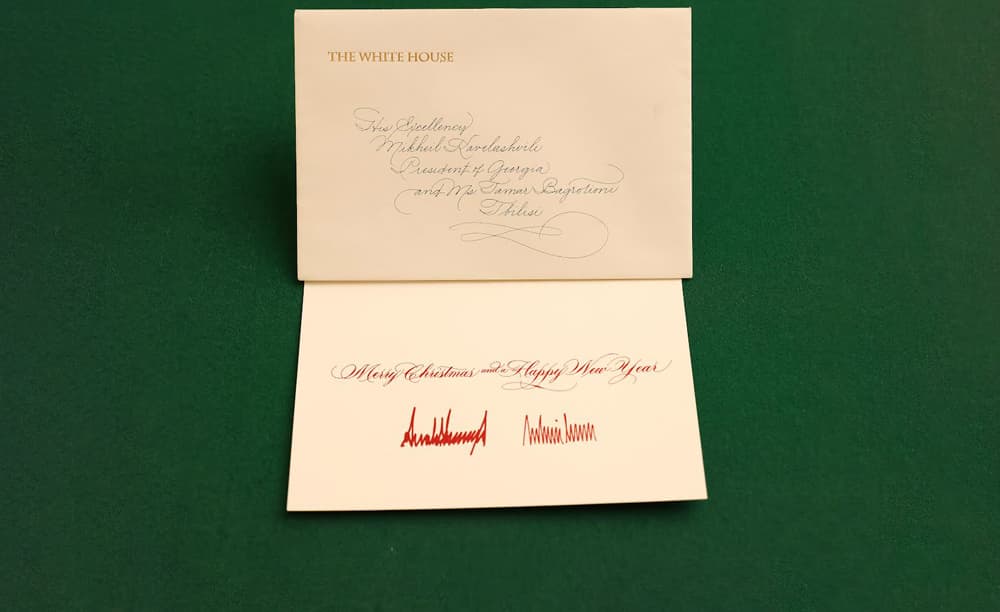 THE WHITE HOUSE
His Excellency
Mikheil Kavelashvili
President of Georgia
and Ms Tamar Bagrationi
Tbilisi
Merry Christmas and a Happy New Year